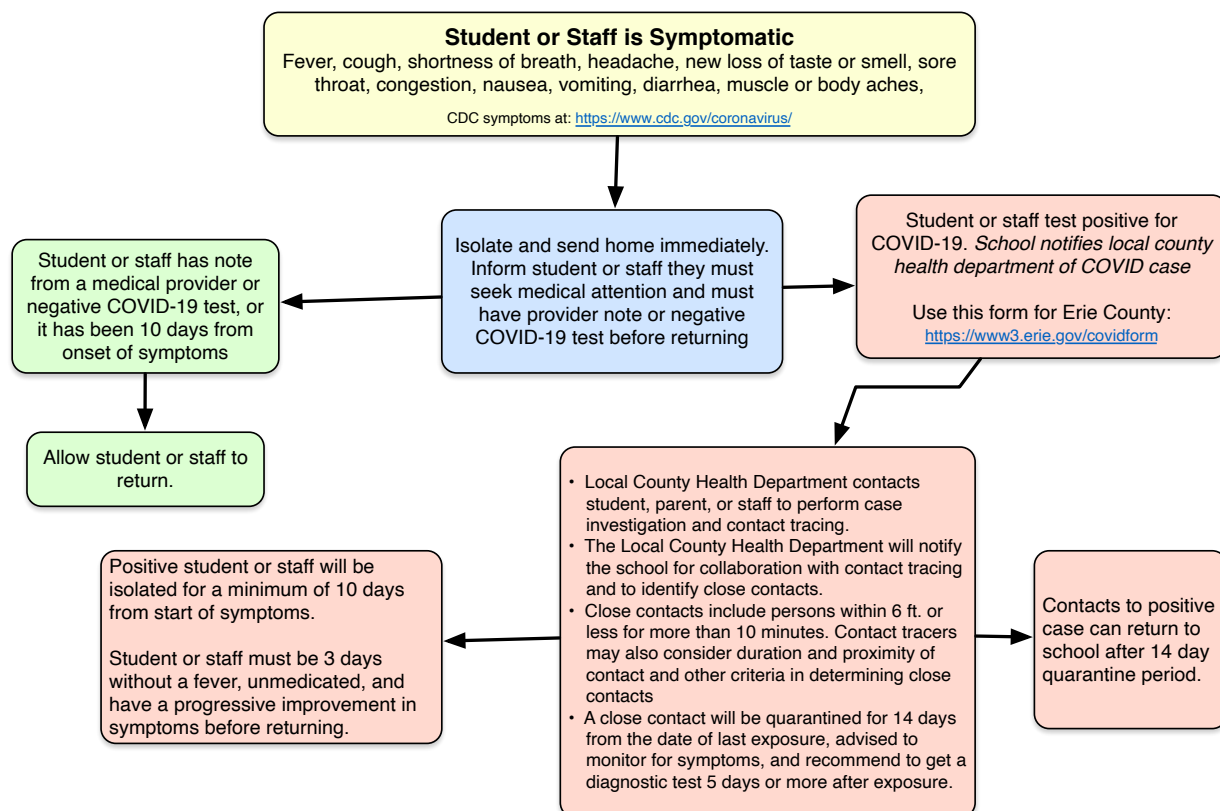 Student or Staff is Symptomatic
Fever, cough, shortness of breath, headache, new loss of taste or smell, sore
throat, congestion, nausea, vomiting, diarrhea, muscle or body aches,
CDC symptoms at: https://www.cdc.gov/coronavirus/
Student or staff has note
from a medical provider or
negative COVID-19 test, or
it has been 10 days from
onset of symptoms
Isolate and send home immediately.
Inform student or staff they must
seek medical attention and must
have provider note or negative
COVID-19 test before returning
Student or staff test positive for
COVID-19. School notifies local county
health department of COVID case
Use this form for Erie County:
https://www3.erie.gov/covidform
Allow student or staff to
return.
• Local County Health Department contacts
student, parent, or staff to perform case
investigation and contact tracing.
• The Local County Health Department will notify
the school for collaboration with contact tracing
and to identify close contacts.
• Close contacts include persons within 6 ft. or
less for more than 10 minutes. Contact tracers
may also consider duration and proximity of
contact and other criteria in determining close
contacts
• A close contact will be quarantined for 14 days
from the date of last exposure, advised to
monitor for symptoms, and recommend to get a
diagnostic test 5 days or more after exposure.
Positive student or staff will be
isolated for a minimum of 10 days
from start of symptoms.
Student or staff must be 3 days
without a fever, unmedicated, and
have a progressive improvement in
symptoms before returning.
Contacts to positive
case can return to
school after 14 day
quarantine period.